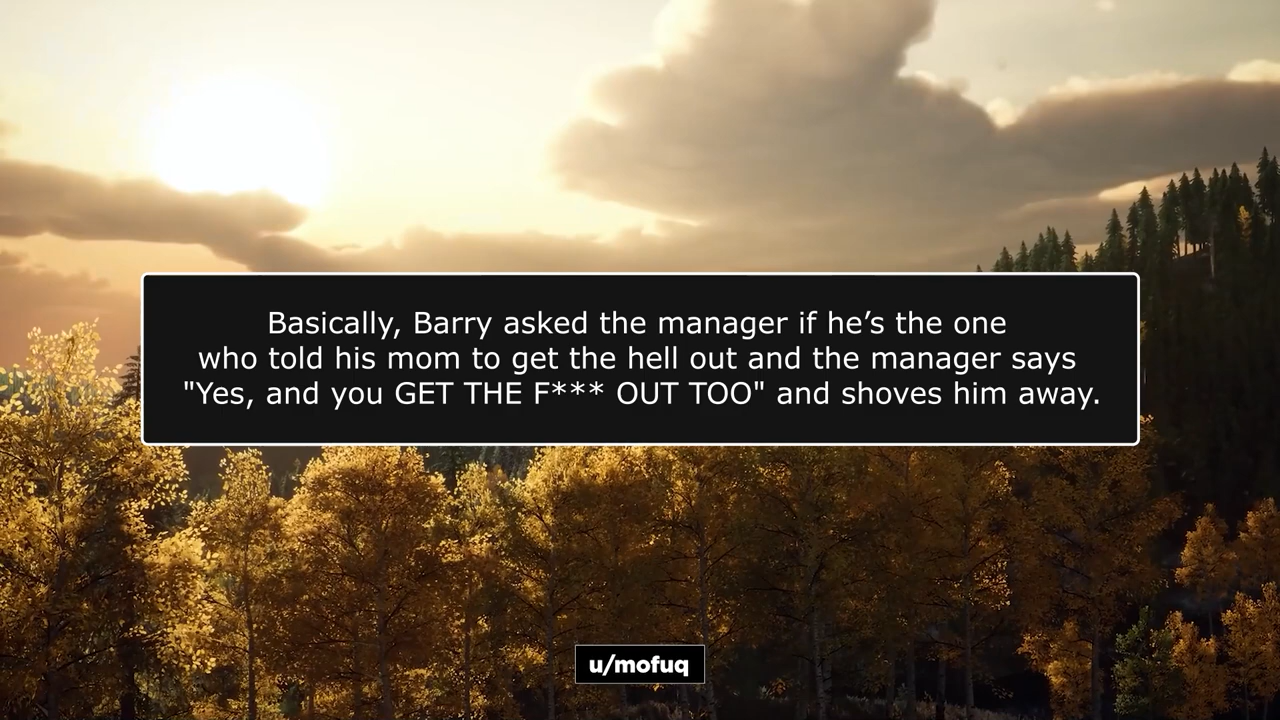 Basically, Barry asked the manager if he’s the one
who told his mom to get the hell out and the manager says
"Yes, and you GET THE F*** OUT TOO" and shoves him away.
u/mofuq